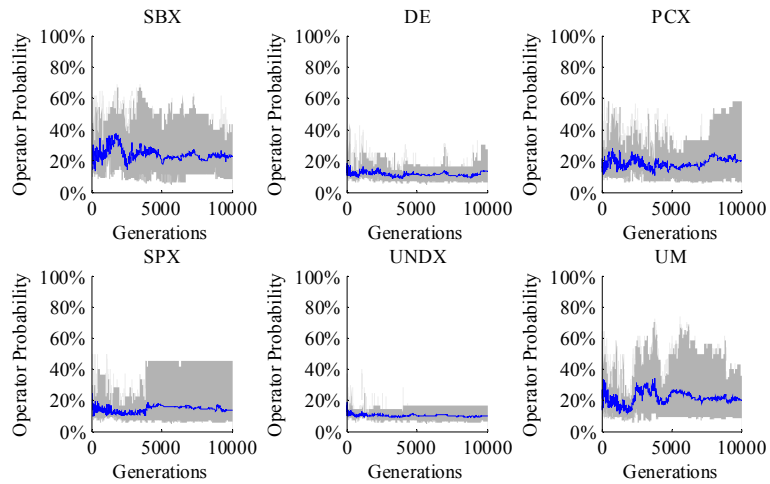 SBX DE PCX
100% 100% 100%
80% 80% 80%
60% 60% 60%
40% 40% 40%
20% 20% 20%
0% 0% 0%
Operator Probability Operator Probability Operator Probability
0 5000 10000 0 5000 10000 0 5000 10000
Generations Generations Generations
SPX UNDX UM
100% 100% 100%
80% 80% 80%
60% 60% 60%
40% 40% 40%
20% 20% 20%
0% 0% 0%
Operator Probability Operator Probability Operator Probability
0 5000 10000 0 5000 10000 0 5000 10000
Generations Generations Generations